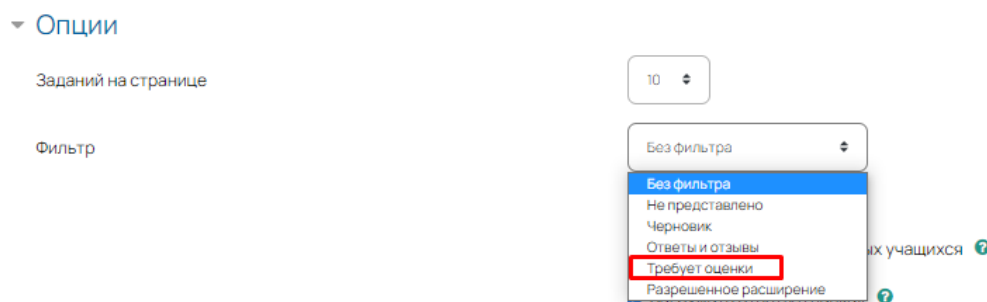 Опции
Заданий на странице
10
Фильтр
Без фильтра
Без фильтра
Не представлено
Черновик
Ответы и отзывы
ых учащихся
Требует оценки
Разрешенное расширение